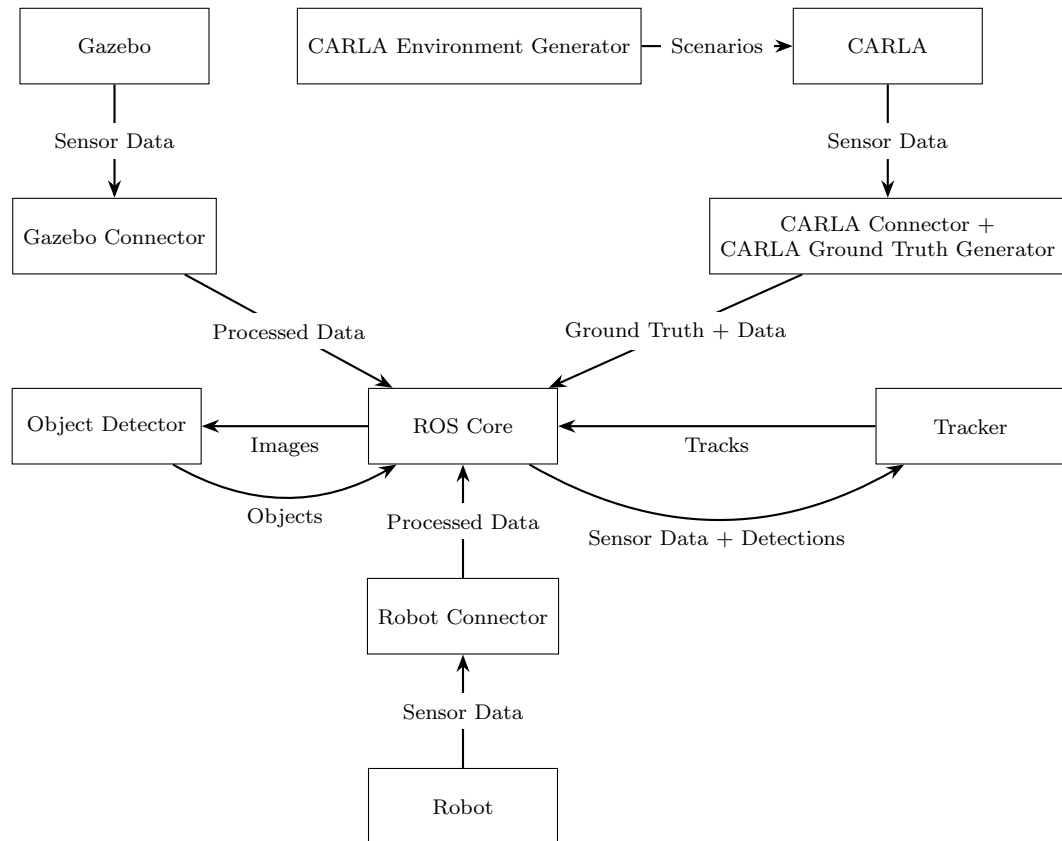 Gazebo
CARLA Environment Generator
Scenarios
CARLA
Sensor Data
Sensor Data
Gazebo Connector
CARLA Connector +
CARLA Ground Truth Generator
Processed Data
Ground Truth + Data
Object Detector
Images
ROS Core
Tracks
Tracker
Objects
Processed Data
Sensor Data + Detections
Robot Connector
Sensor Data
Robot